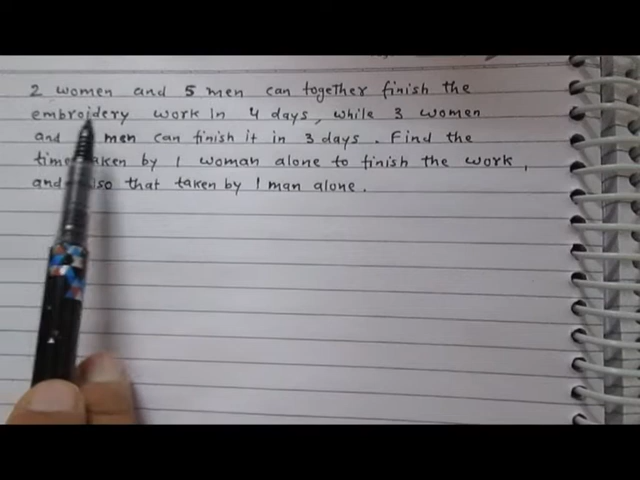 2 women and 5 men can together finish the
embroidery work in 4 days, while 3 women
and men can finish it in 3 days. Find the
time taken by 1 woman alone to finish the work,
and also that taken by 1 man alone.